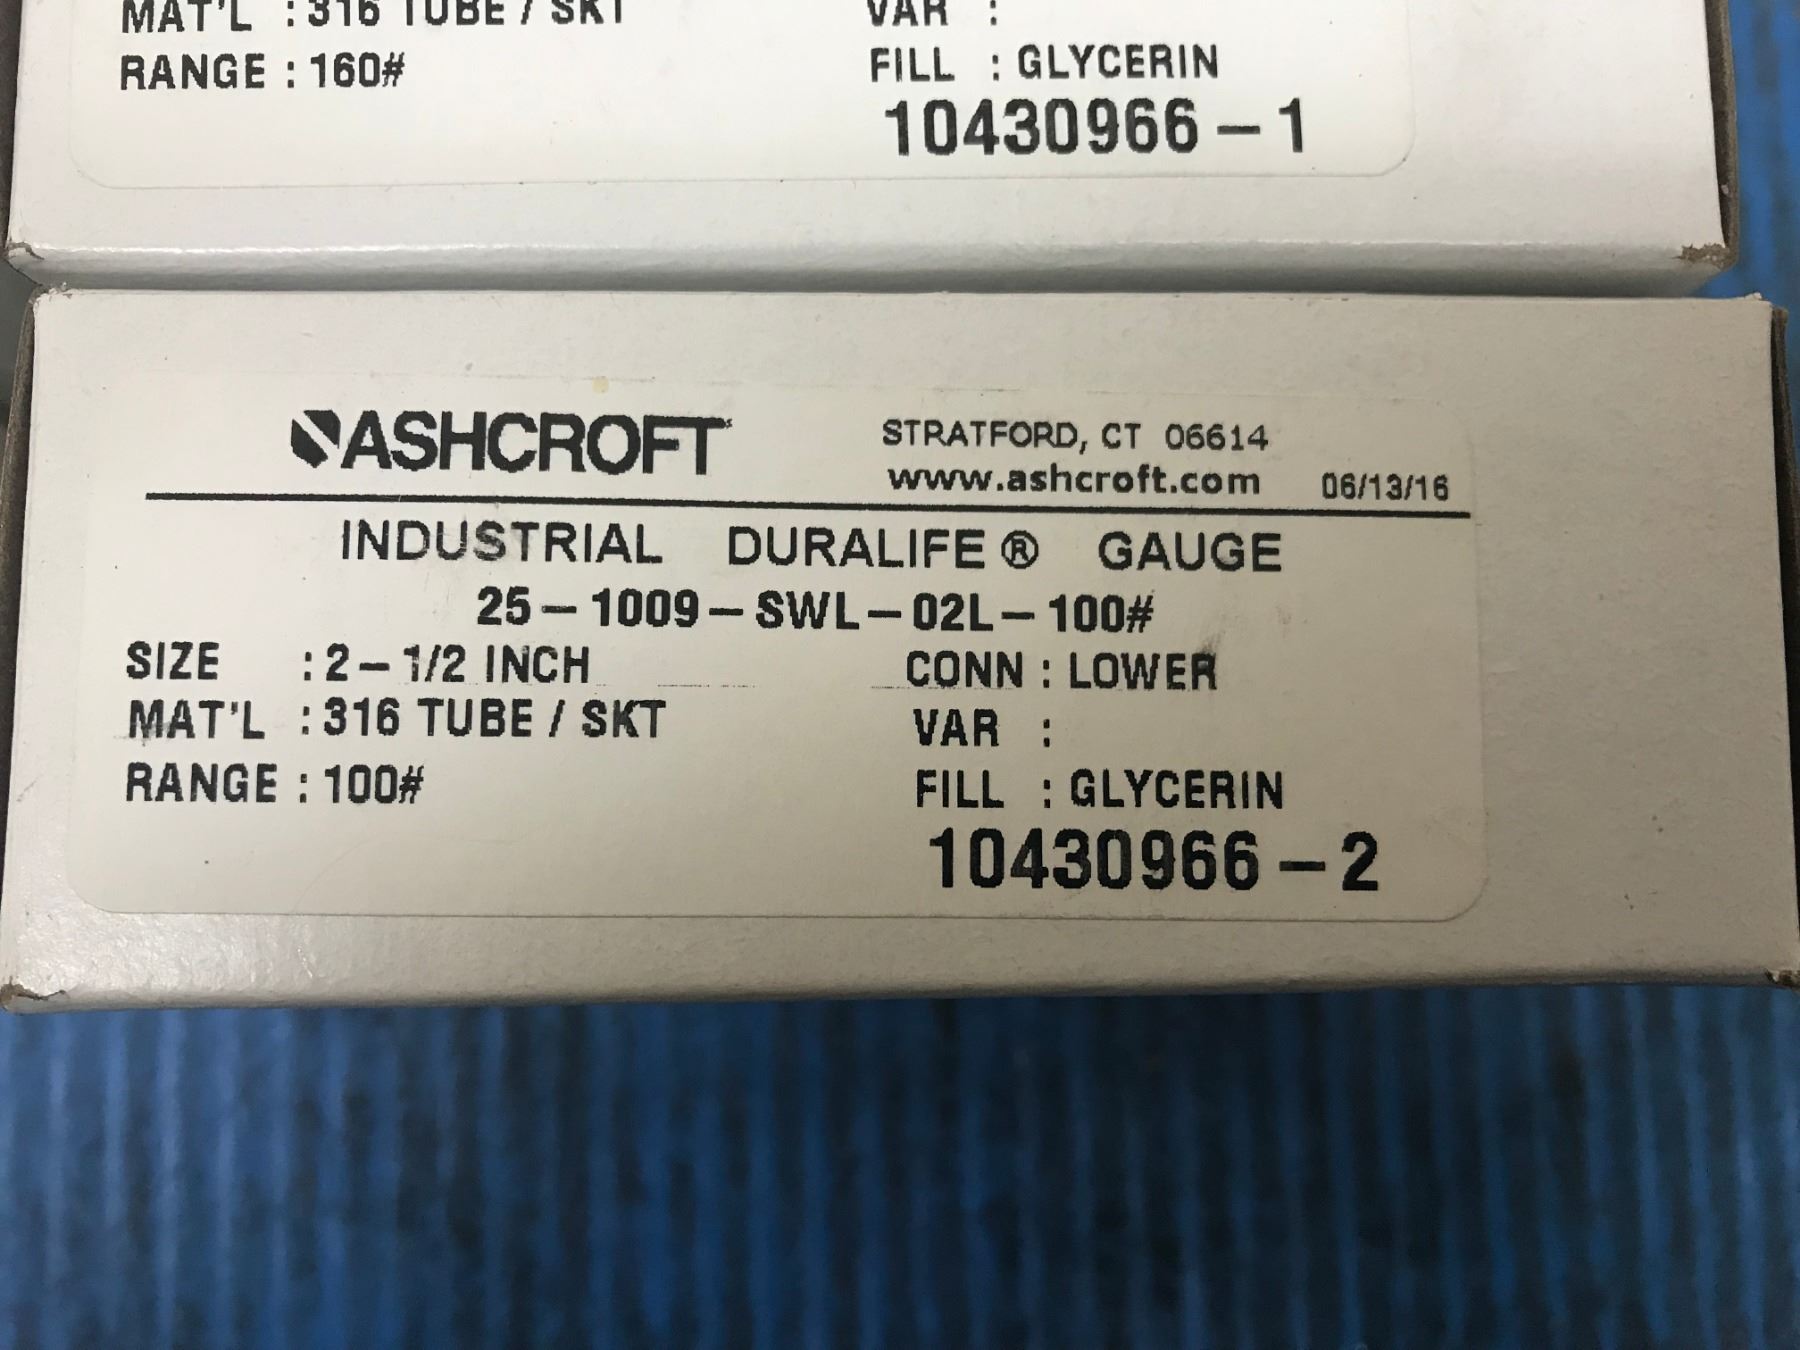 MAT'L : 316 TUBE / SKT
VAR :
RANGE : 160#
FILL : GLYCERIN
10430966-1
ASHCROFT
STRATFORD, CT 06614
www.ashcroft.com 06/13/16
INDUSTRIAL DURALIFE® GAUGE
25-1009-SWL-02L-100#
SIZE : 2-1/2 INCH
CONN : LOWER
MAT'L : 316 TUBE / SKT
VAR :
RANGE : 100#
FILL : GLYCERIN
10430966-2